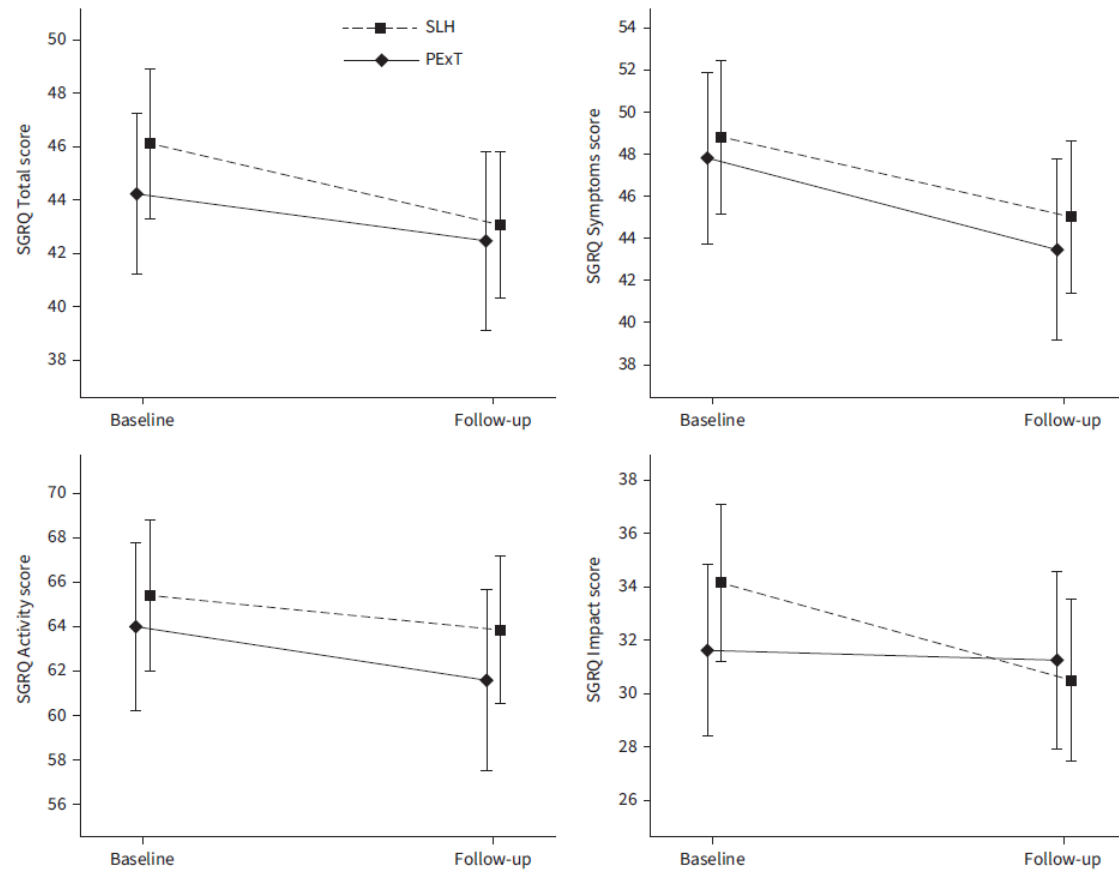 SLH
PExT
SGRQ Total score
50
48
46
44
42
40
38
Baseline
Follow-up
SGRQ Symptoms score
54
52
50
48
46
44
42
40
38
Baseline
Follow-up
SGRQ Activity score
70
68
66
64
62
60
58
56
Baseline
Follow-up
SGRQ Impact score
38
36
34
32
30
28
26
Baseline
Follow-up